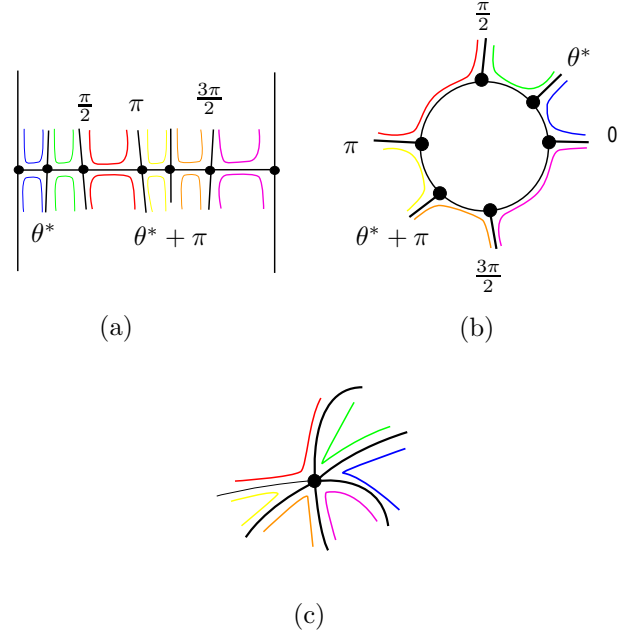 π/2 π 3π/2
θ* θ* + π
(a)
π/2
θ*
0
π
θ* + π
3π/2
(b)
(c)